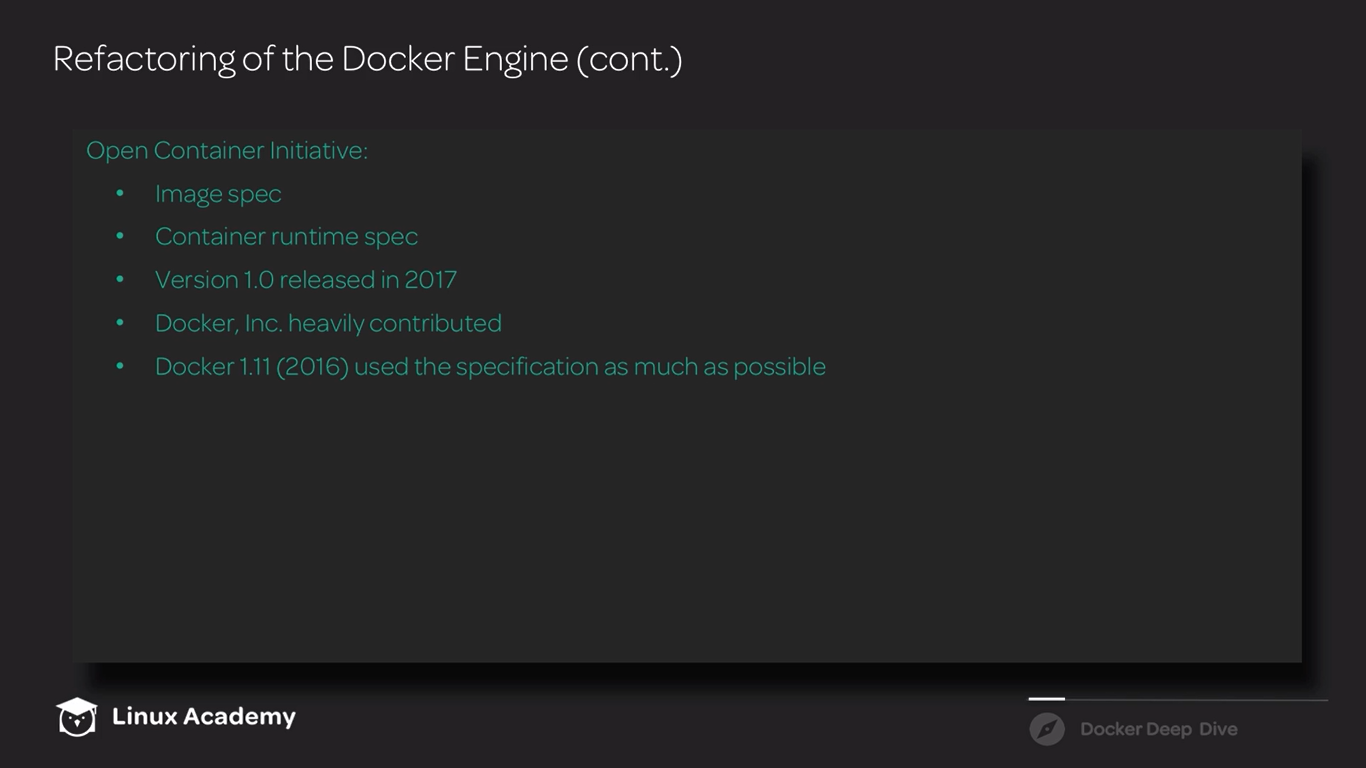 Refactoring of the Docker Engine (cont.)
Open Container Initiative:
• Image spec
• Container runtime spec
• Version 1.0 released in 2017
• Docker, Inc. heavily contributed
• Docker 1.11 (2016) used the specification as much as possible
Linux Academy
Docker Deep Dive